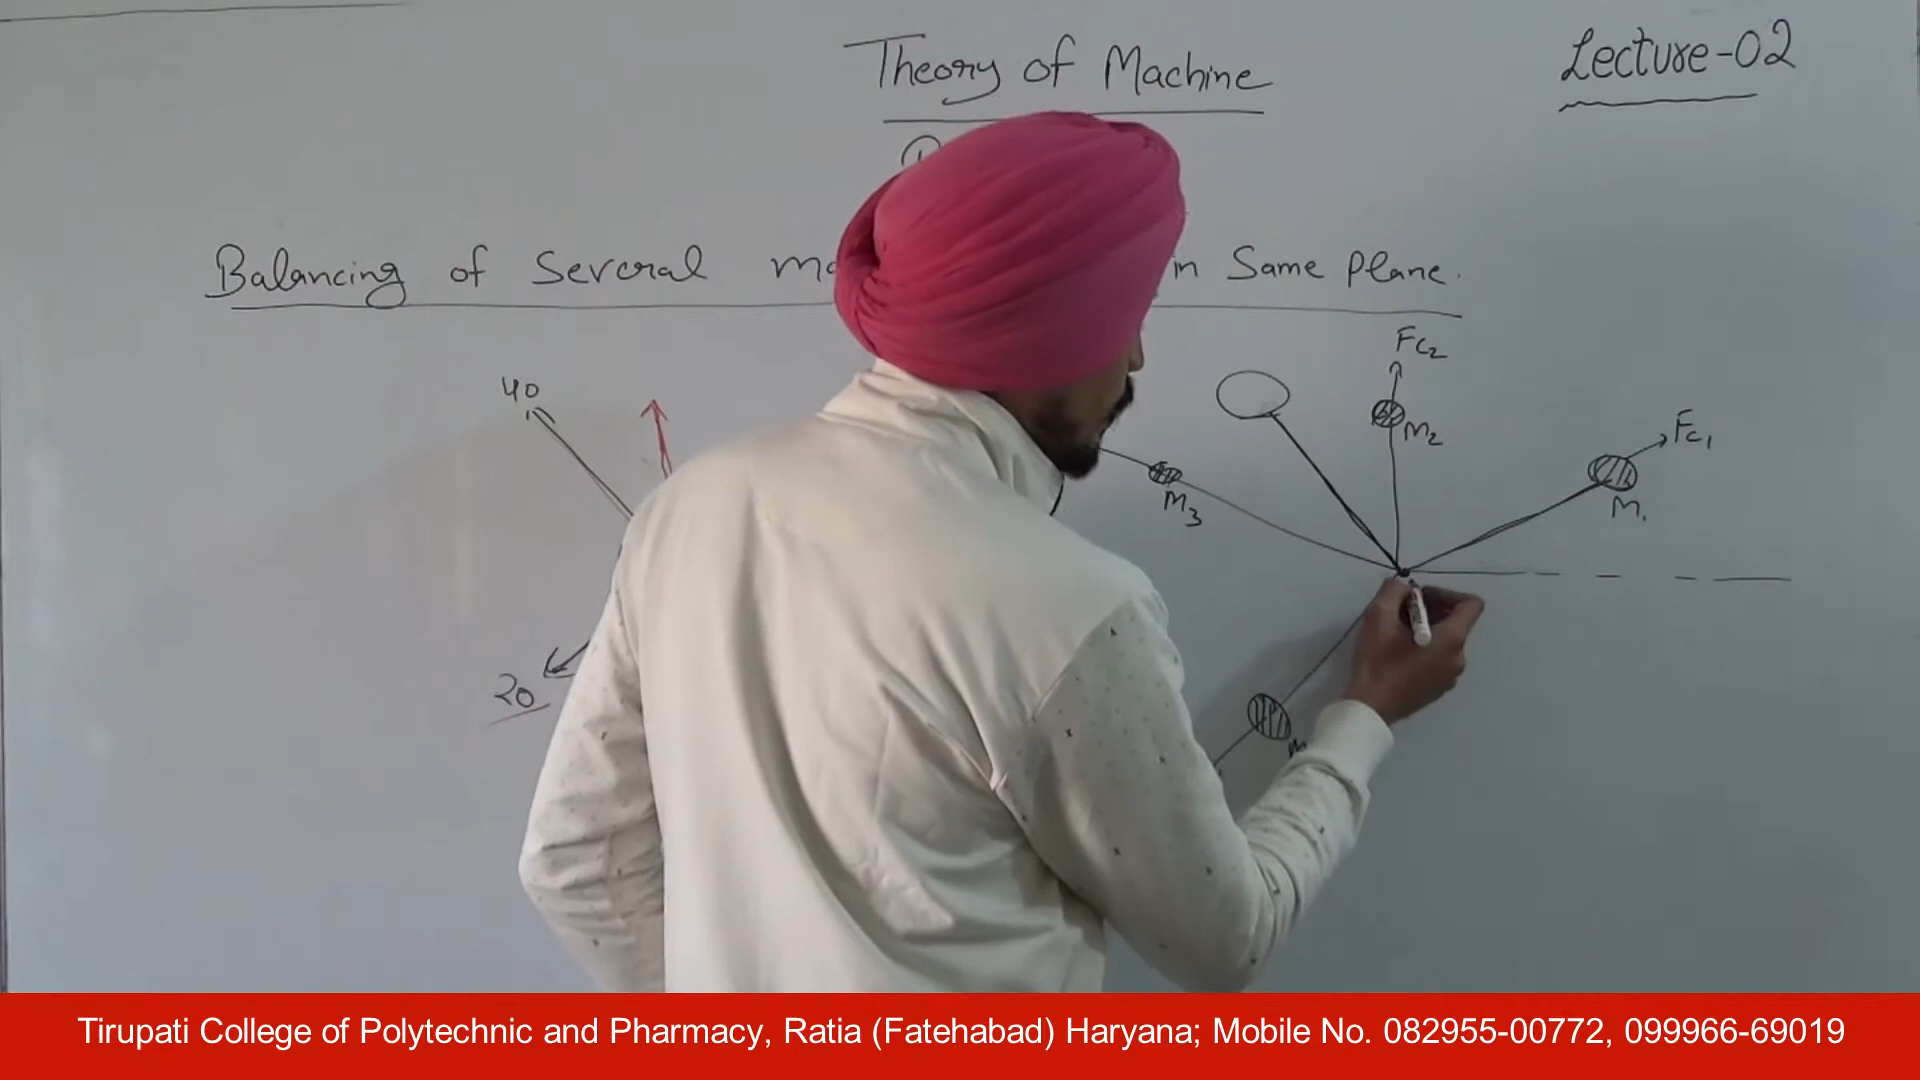 Theory of Machine
Lecture-02
Balancing of Several in Same Plane.
40
20
Fc2
M2
Fc1
M1
M3
m
Tirupati College of Polytechnic and Pharmacy, Ratia (Fatehabad) Haryana; Mobile No. 082955-00772, 099966-69019